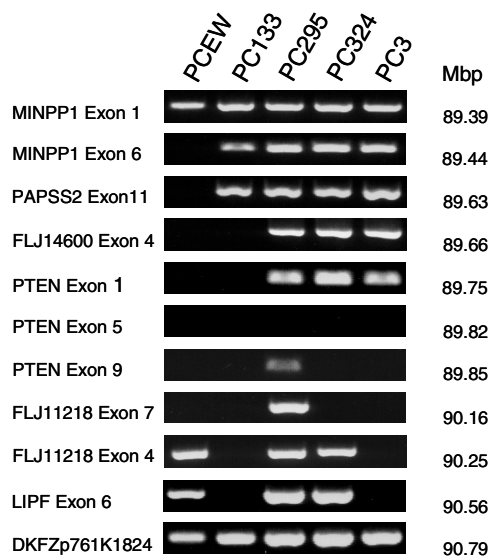 PCEW PC133 PC295 PC324 PC3 Mbp
MINPP1 Exon 1 89.39
MINPP1 Exon 6 89.44
PAPSS2 Exon11 89.63
FLJ14600 Exon 4 89.66
PTEN Exon 1 89.75
PTEN Exon 5 89.82
PTEN Exon 9 89.85
FLJ11218 Exon 7 90.16
FLJ11218 Exon 4 90.25
LIPF Exon 6 90.56
DKFZp761K1824 90.79